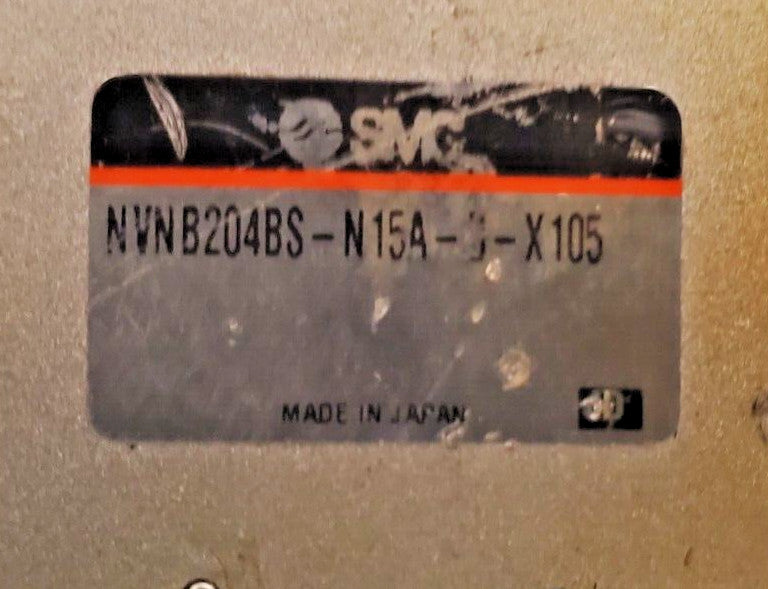 SMC
NVNB204BS-N15A- -X105
MADE IN JAPAN